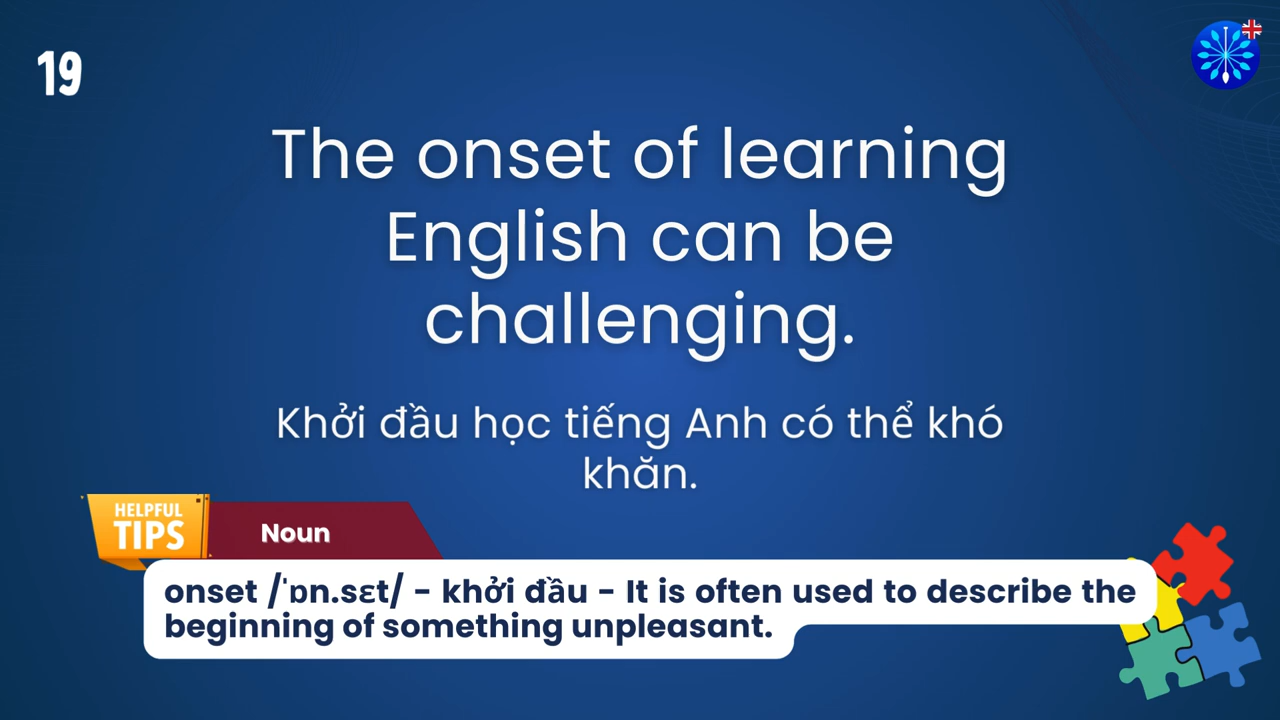 19
The onset of learning
English can be
challenging.
Khởi đầu học tiếng Anh có thể khó
khăn.
HELPFUL
TIPS
Noun
onset /ˈɒn.sɛt/ - khởi đầu - It is often used to describe the
beginning of something unpleasant.